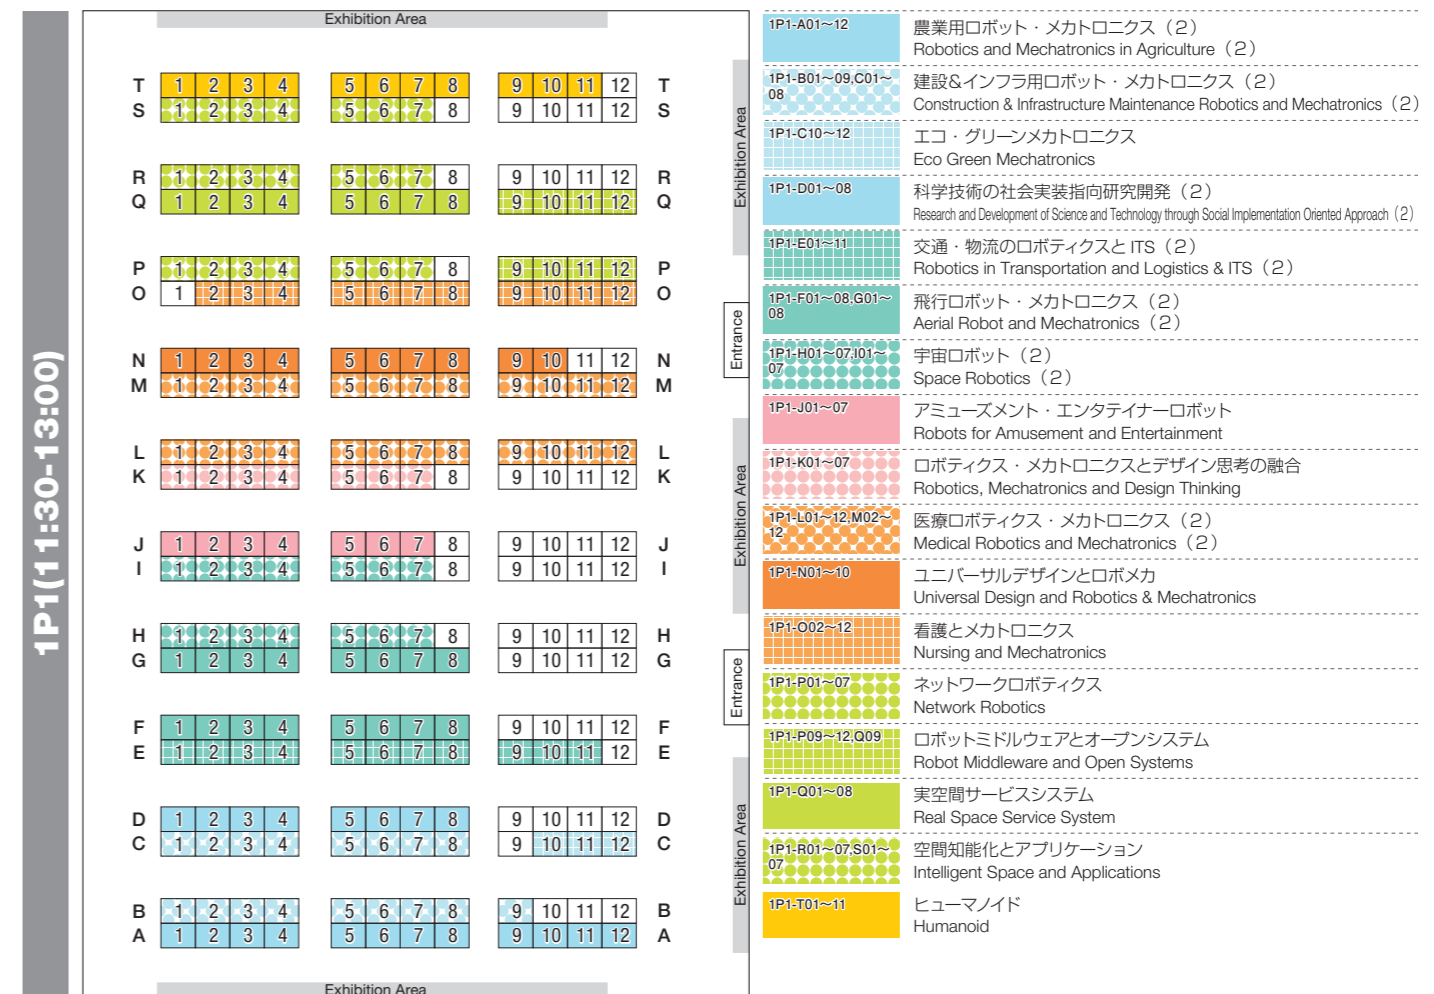 1P1(11:30-13:00)
Exhibition Area
T 1 2 3 4 5 6 7 8 9 10 11 12 T
S 1 2 3 4 5 6 7 8 9 10 11 12 S
R 1 2 3 4 5 6 7 8 9 10 11 12 R
Q 1 2 3 4 5 6 7 8 9 10 11 12 Q
P 1 2 3 4 5 6 7 8 9 10 11 12 P
O 1 2 3 4 5 6 7 8 9 10 11 12 O
N 1 2 3 4 5 6 7 8 9 10 11 12 N
M 1 2 3 4 5 6 7 8 9 10 11 12 M
L 1 2 3 4 5 6 7 8 9 10 11 12 L
K 1 2 3 4 5 6 7 8 9 10 11 12 K
J 1 2 3 4 5 6 7 8 9 10 11 12 J
I 1 2 3 4 5 6 7 8 9 10 11 12 I
H 1 2 3 4 5 6 7 8 9 10 11 12 H
G 1 2 3 4 5 6 7 8 9 10 11 12 G
F 1 2 3 4 5 6 7 8 9 10 11 12 F
E 1 2 3 4 5 6 7 8 9 10 11 12 E
D 1 2 3 4 5 6 7 8 9 10 11 12 D
C 1 2 3 4 5 6 7 8 9 10 11 12 C
B 1 2 3 4 5 6 7 8 9 10 11 12 B
A 1 2 3 4 5 6 7 8 9 10 11 12 A
Exhibition Area
Exhibition Area
Entrance
Exhibition Area
Entrance
Exhibition Area
1P1-A01~12
農業用ロボット・メカトロニクス（2）
Robotics and Mechatronics in Agriculture（2）
1P1-B01~09,C01~
08
建設&インフラ用ロボット・メカトロニクス（2）
Construction & Infrastructure Maintenance Robotics and Mechatronics（2）
1P1-C10~12
エコ・グリーンメカトロニクス
Eco Green Mechatronics
1P1-D01~08
科学技術の社会実装指向研究開発（2）
Research and Development of Science and Technology through Social Implementation Oriented Approach（2）
1P1-E01~11
交通・物流のロボティクスと ITS（2）
Robotics in Transportation and Logistics & ITS（2）
1P1-F01~08,G01~
08
飛行ロボット・メカトロニクス（2）
Aerial Robot and Mechatronics（2）
1P1-H01~07,I01~
07
宇宙ロボット（2）
Space Robotics（2）
1P1-J01~07
アミューズメント・エンタテイナーロボット
Robots for Amusement and Entertainment
1P1-K01~07
ロボティクス・メカトロニクスとデザイン思考の融合
Robotics, Mechatronics and Design Thinking
1P1-L01~12,M02~
12
医療ロボティクス・メカトロニクス（2）
Medical Robotics and Mechatronics（2）
1P1-N01~10
ユニバーサルデザインとロボメカ
Universal Design and Robotics & Mechatronics
1P1-O02~12
看護とメカトロニクス
Nursing and Mechatronics
1P1-P01~07
ネットワークロボティクス
Network Robotics
1P1-P09~12,Q09
ロボットミドルウェアとオープンシステム
Robot Middleware and Open Systems
1P1-Q01~08
実空間サービスシステム
Real Space Service System
1P1-R01~07,S01~
07
空間知能化とアプリケーション
Intelligent Space and Applications
1P1-T01~11
ヒューマノイド
Humanoid